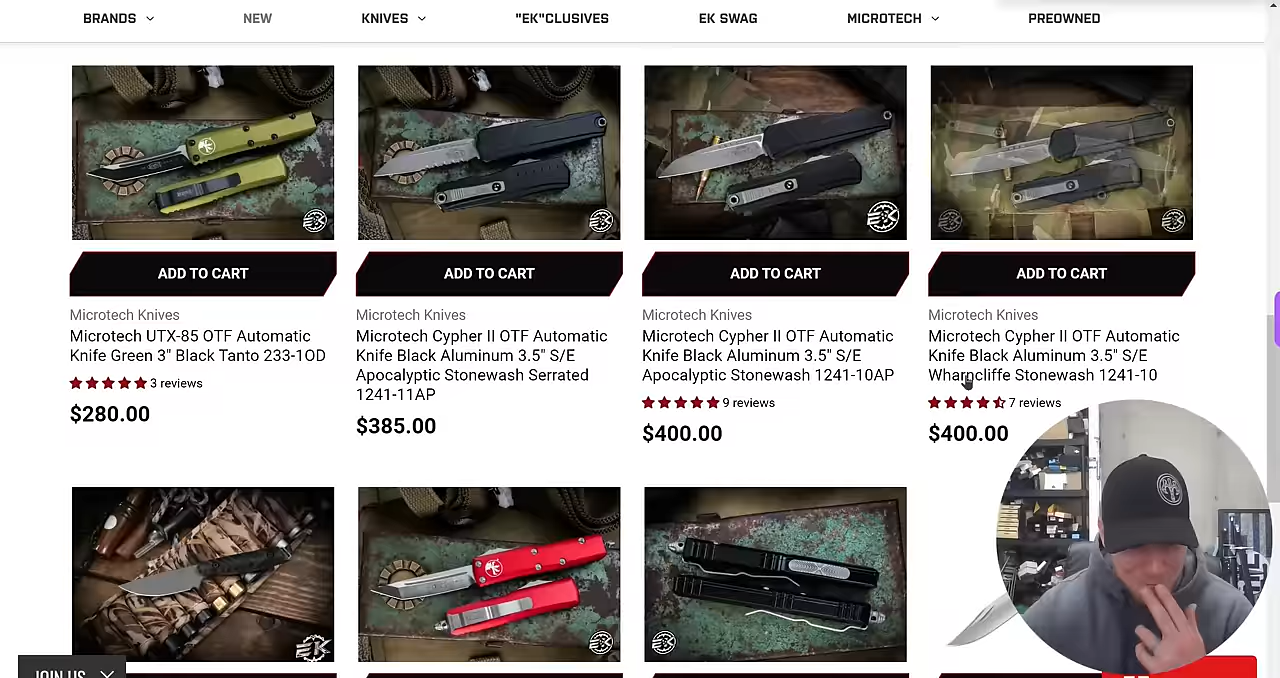 BRANDS NEW KNIVES "EK"CLUSIVES EK SWAG MICROTECH PREOWNED
ADD TO CART
Microtech Knives
Microtech UTX-85 OTF Automatic
Knife Green 3" Black Tanto 233-1OD
3 reviews
$280.00
ADD TO CART
Microtech Knives
Microtech Cypher II OTF Automatic
Knife Black Aluminum 3.5" S/E
Apocalyptic Stonewash Serrated
1241-11AP
$385.00
ADD TO CART
Microtech Knives
Microtech Cypher II OTF Automatic
Knife Black Aluminum 3.5" S/E
Apocalyptic Stonewash 1241-10AP
9 reviews
$400.00
ADD TO CART
Microtech Knives
Microtech Cypher II OTF Automatic
Knife Black Aluminum 3.5" S/E
Wharncliffe Stonewash 1241-10
7 reviews
$400.00
EK
JOIN US